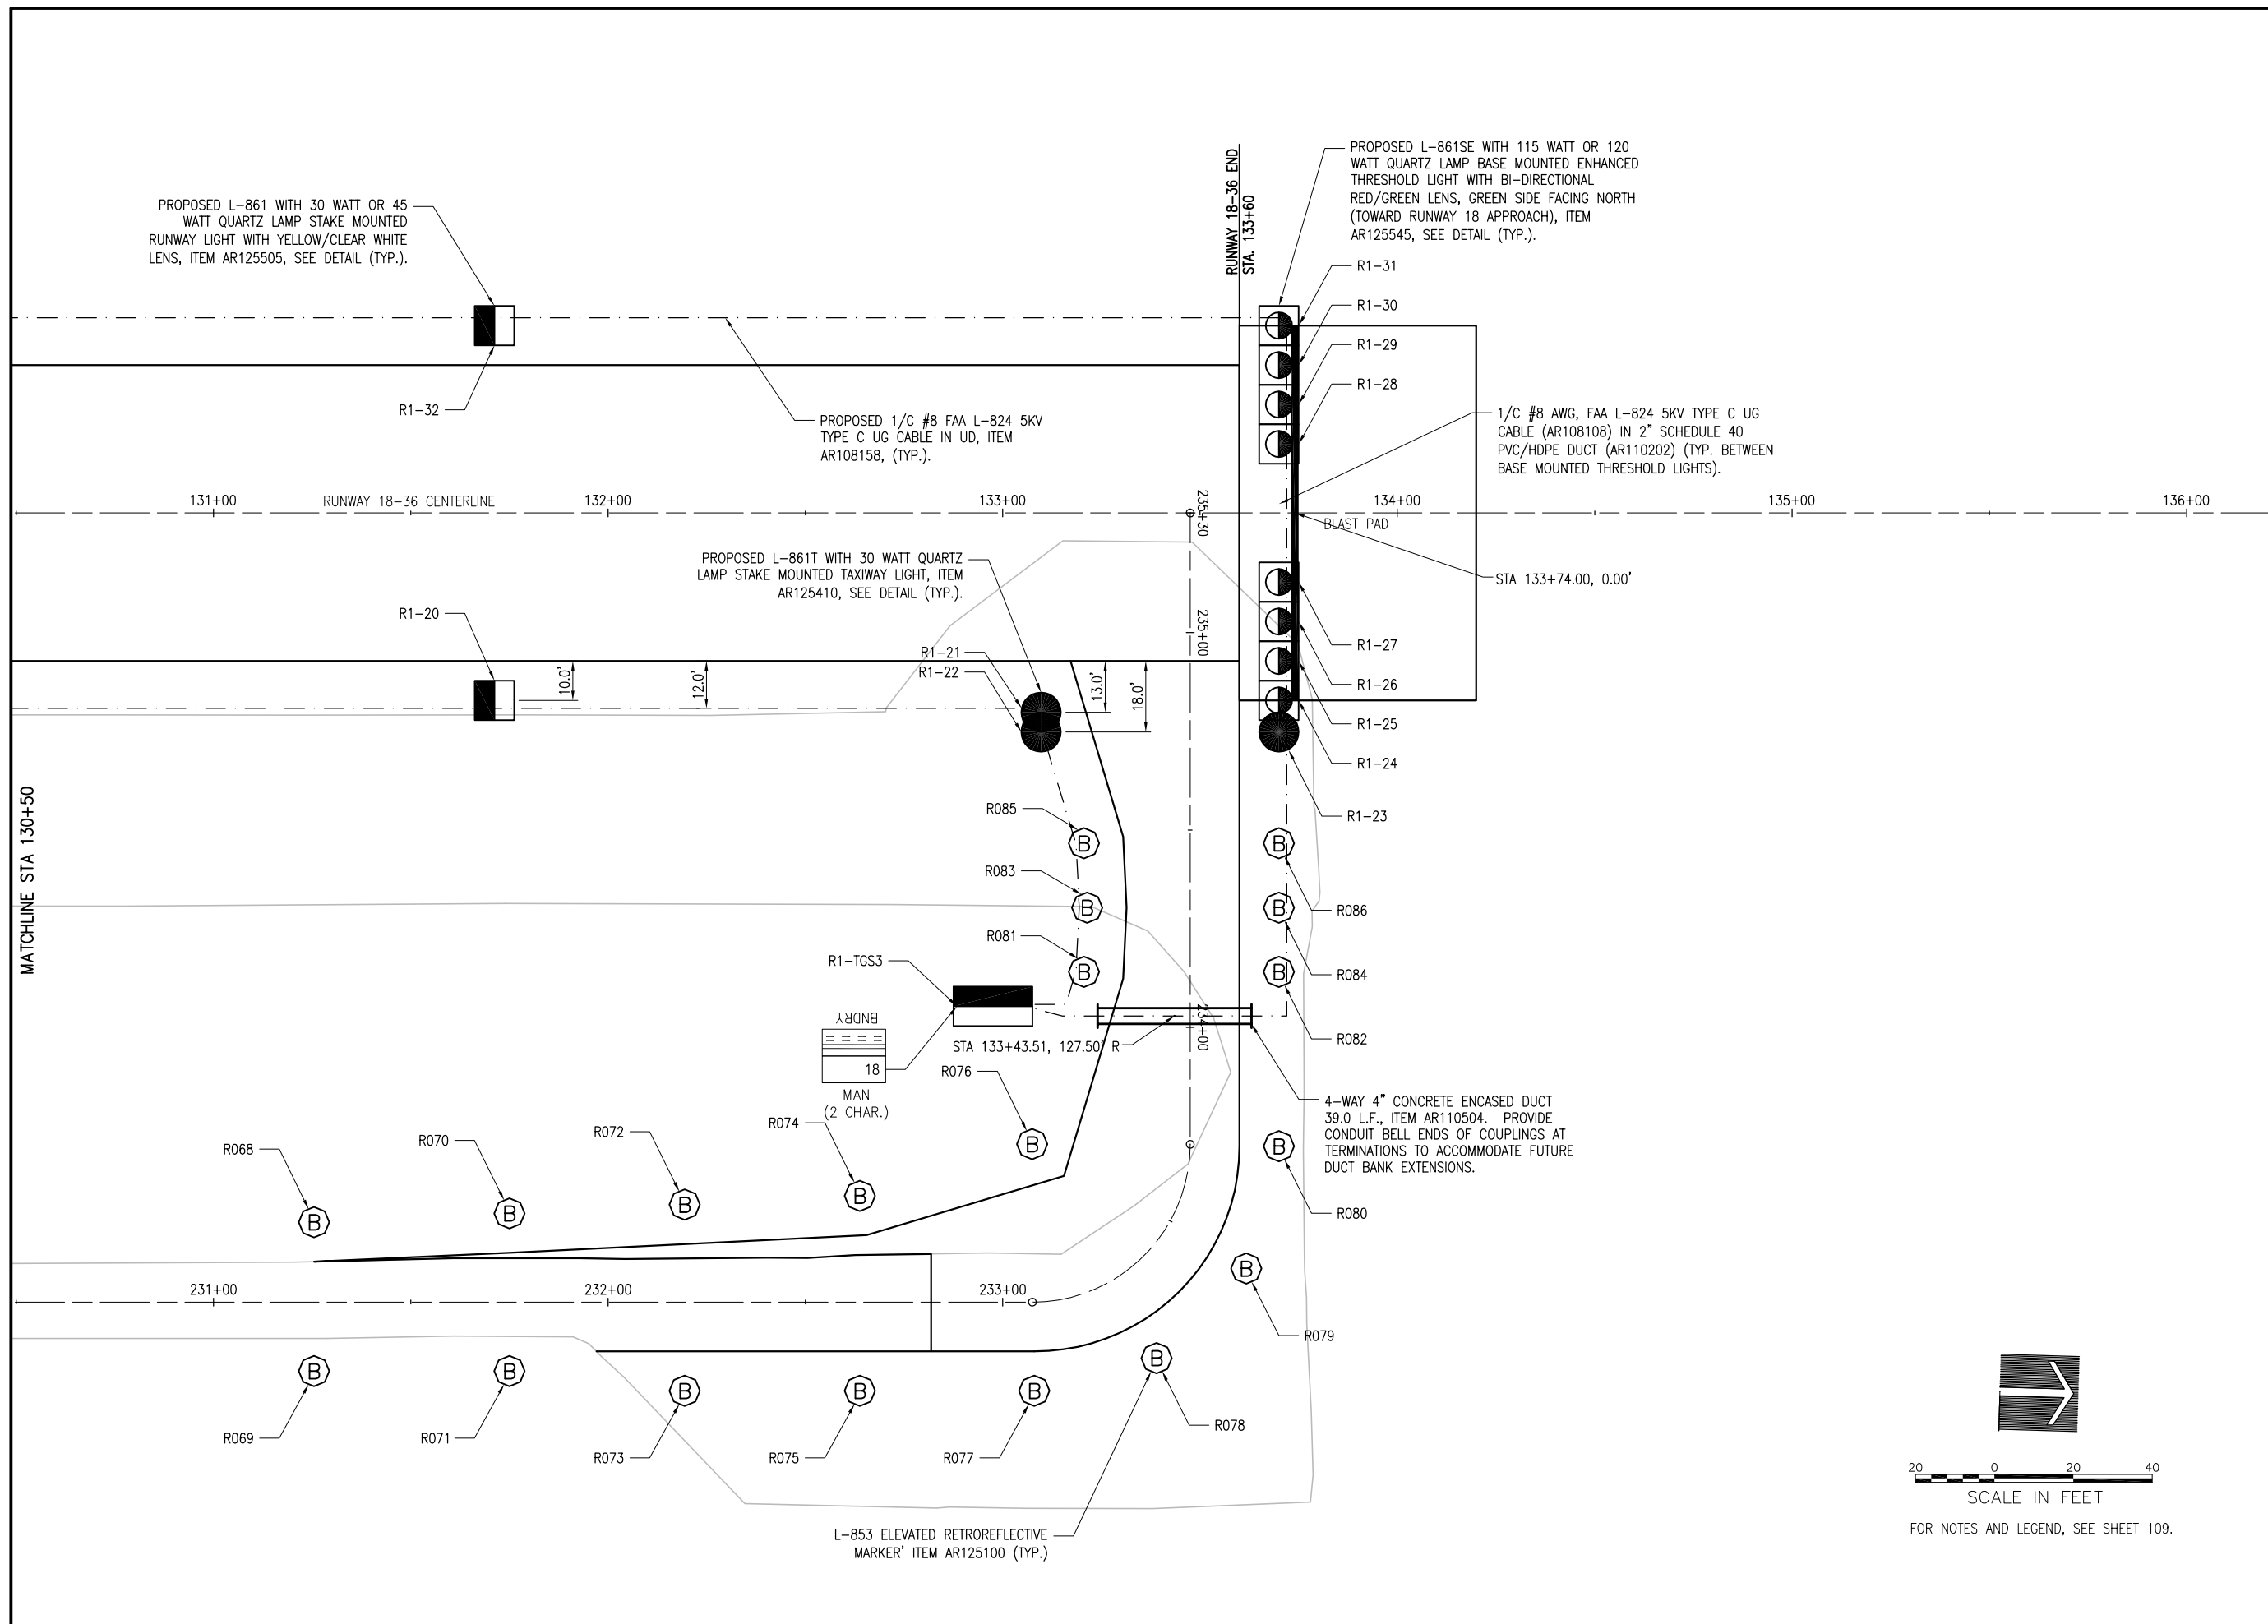 PROPOSED L-861 WITH 30 WATT OR 45
WATT QUARTZ LAMP STAKE MOUNTED
RUNWAY LIGHT WITH YELLOW/CLEAR WHITE
LENS, ITEM AR125505, SEE DETAIL (TYP.).
RUNWAY 18-36 END
STA. 133+60
PROPOSED L-861SE WITH 115 WATT OR 120
WATT QUARTZ LAMP BASE MOUNTED ENHANCED
THRESHOLD LIGHT WITH BI-DIRECTIONAL
RED/GREEN LENS, GREEN SIDE FACING NORTH
(TOWARD RUNWAY 18 APPROACH), ITEM
AR125545, SEE DETAIL (TYP.).
R1-31
R1-30
R1-29
R1-28
R1-32
PROPOSED 1/C #8 FAA L-824 5KV
TYPE C UG CABLE IN UD, ITEM
AR108158, (TYP.).
1/C #8 AWG, FAA L-824 5KV TYPE C UG
CABLE (AR108108) IN 2" SCHEDULE 40
PVC/HDPE DUCT (AR110202) (TYP. BETWEEN
BASE MOUNTED THRESHOLD LIGHTS).
131+00
RUNWAY 18-36 CENTERLINE
132+00
133+00
235+30
134+00
135+00
136+00
BLAST PAD
PROPOSED L-861T WITH 30 WATT QUARTZ
LAMP STAKE MOUNTED TAXIWAY LIGHT, ITEM
AR125410, SEE DETAIL (TYP.).
STA 133+74.00, 0.00'
R1-20
235+00
R1-21
R1-22
10.0'
12.0'
13.0'
18.0'
R1-27
R1-26
R1-25
R1-24
R1-23
MATCHLINE STA 130+50
R085
B
B
R083
B
B
R086
R081
B
B
R084
R1-TGS3
R082
BNDRY
18
MAN
(2 CHAR.)
234+00
STA 133+43.51, 127.50' R
R076
B
B
4-WAY 4" CONCRETE ENCASED DUCT
39.0 L.F., ITEM AR110504. PROVIDE
CONDUIT BELL ENDS OF COUPLINGS AT
TERMINATIONS TO ACCOMMODATE FUTURE
DUCT BANK EXTENSIONS.
R068
R070
R072
R074
B
B
B
B
R080
B
R079
231+00
232+00
233+00
B
B
B
B
B
B
R069
R071
R073
R075
R077
R078
L-853 ELEVATED RETROREFLECTIVE
MARKER' ITEM AR125100 (TYP.)
20 0 20 40
SCALE IN FEET
FOR NOTES AND LEGEND, SEE SHEET 109.